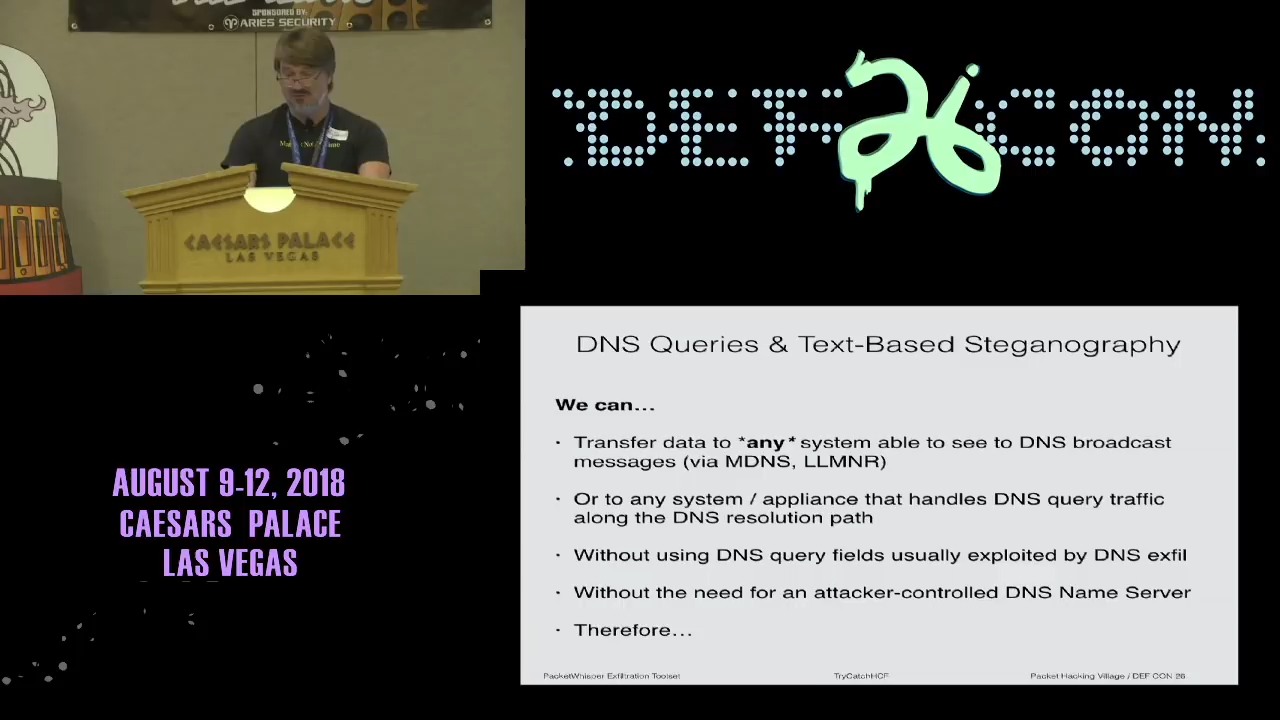 SPONSORED BY:
ARIES SECURITY
CAESARS PALACE
LAS VEGAS
DEF 26 CON
AUGUST 9-12, 2018
CAESARS PALACE
LAS VEGAS
DNS Queries & Text-Based Steganography
We can...
· Transfer data to *any* system able to see to DNS broadcast
messages (via MDNS, LLMNR)
· Or to any system / appliance that handles DNS query traffic
along the DNS resolution path
· Without using DNS query fields usually exploited by DNS exfil
· Without the need for an attacker-controlled DNS Name Server
· Therefore...
PacketWhisper Exfiltration Toolset
TryCatchHCF
Packet Hacking Village / DEF CON 26